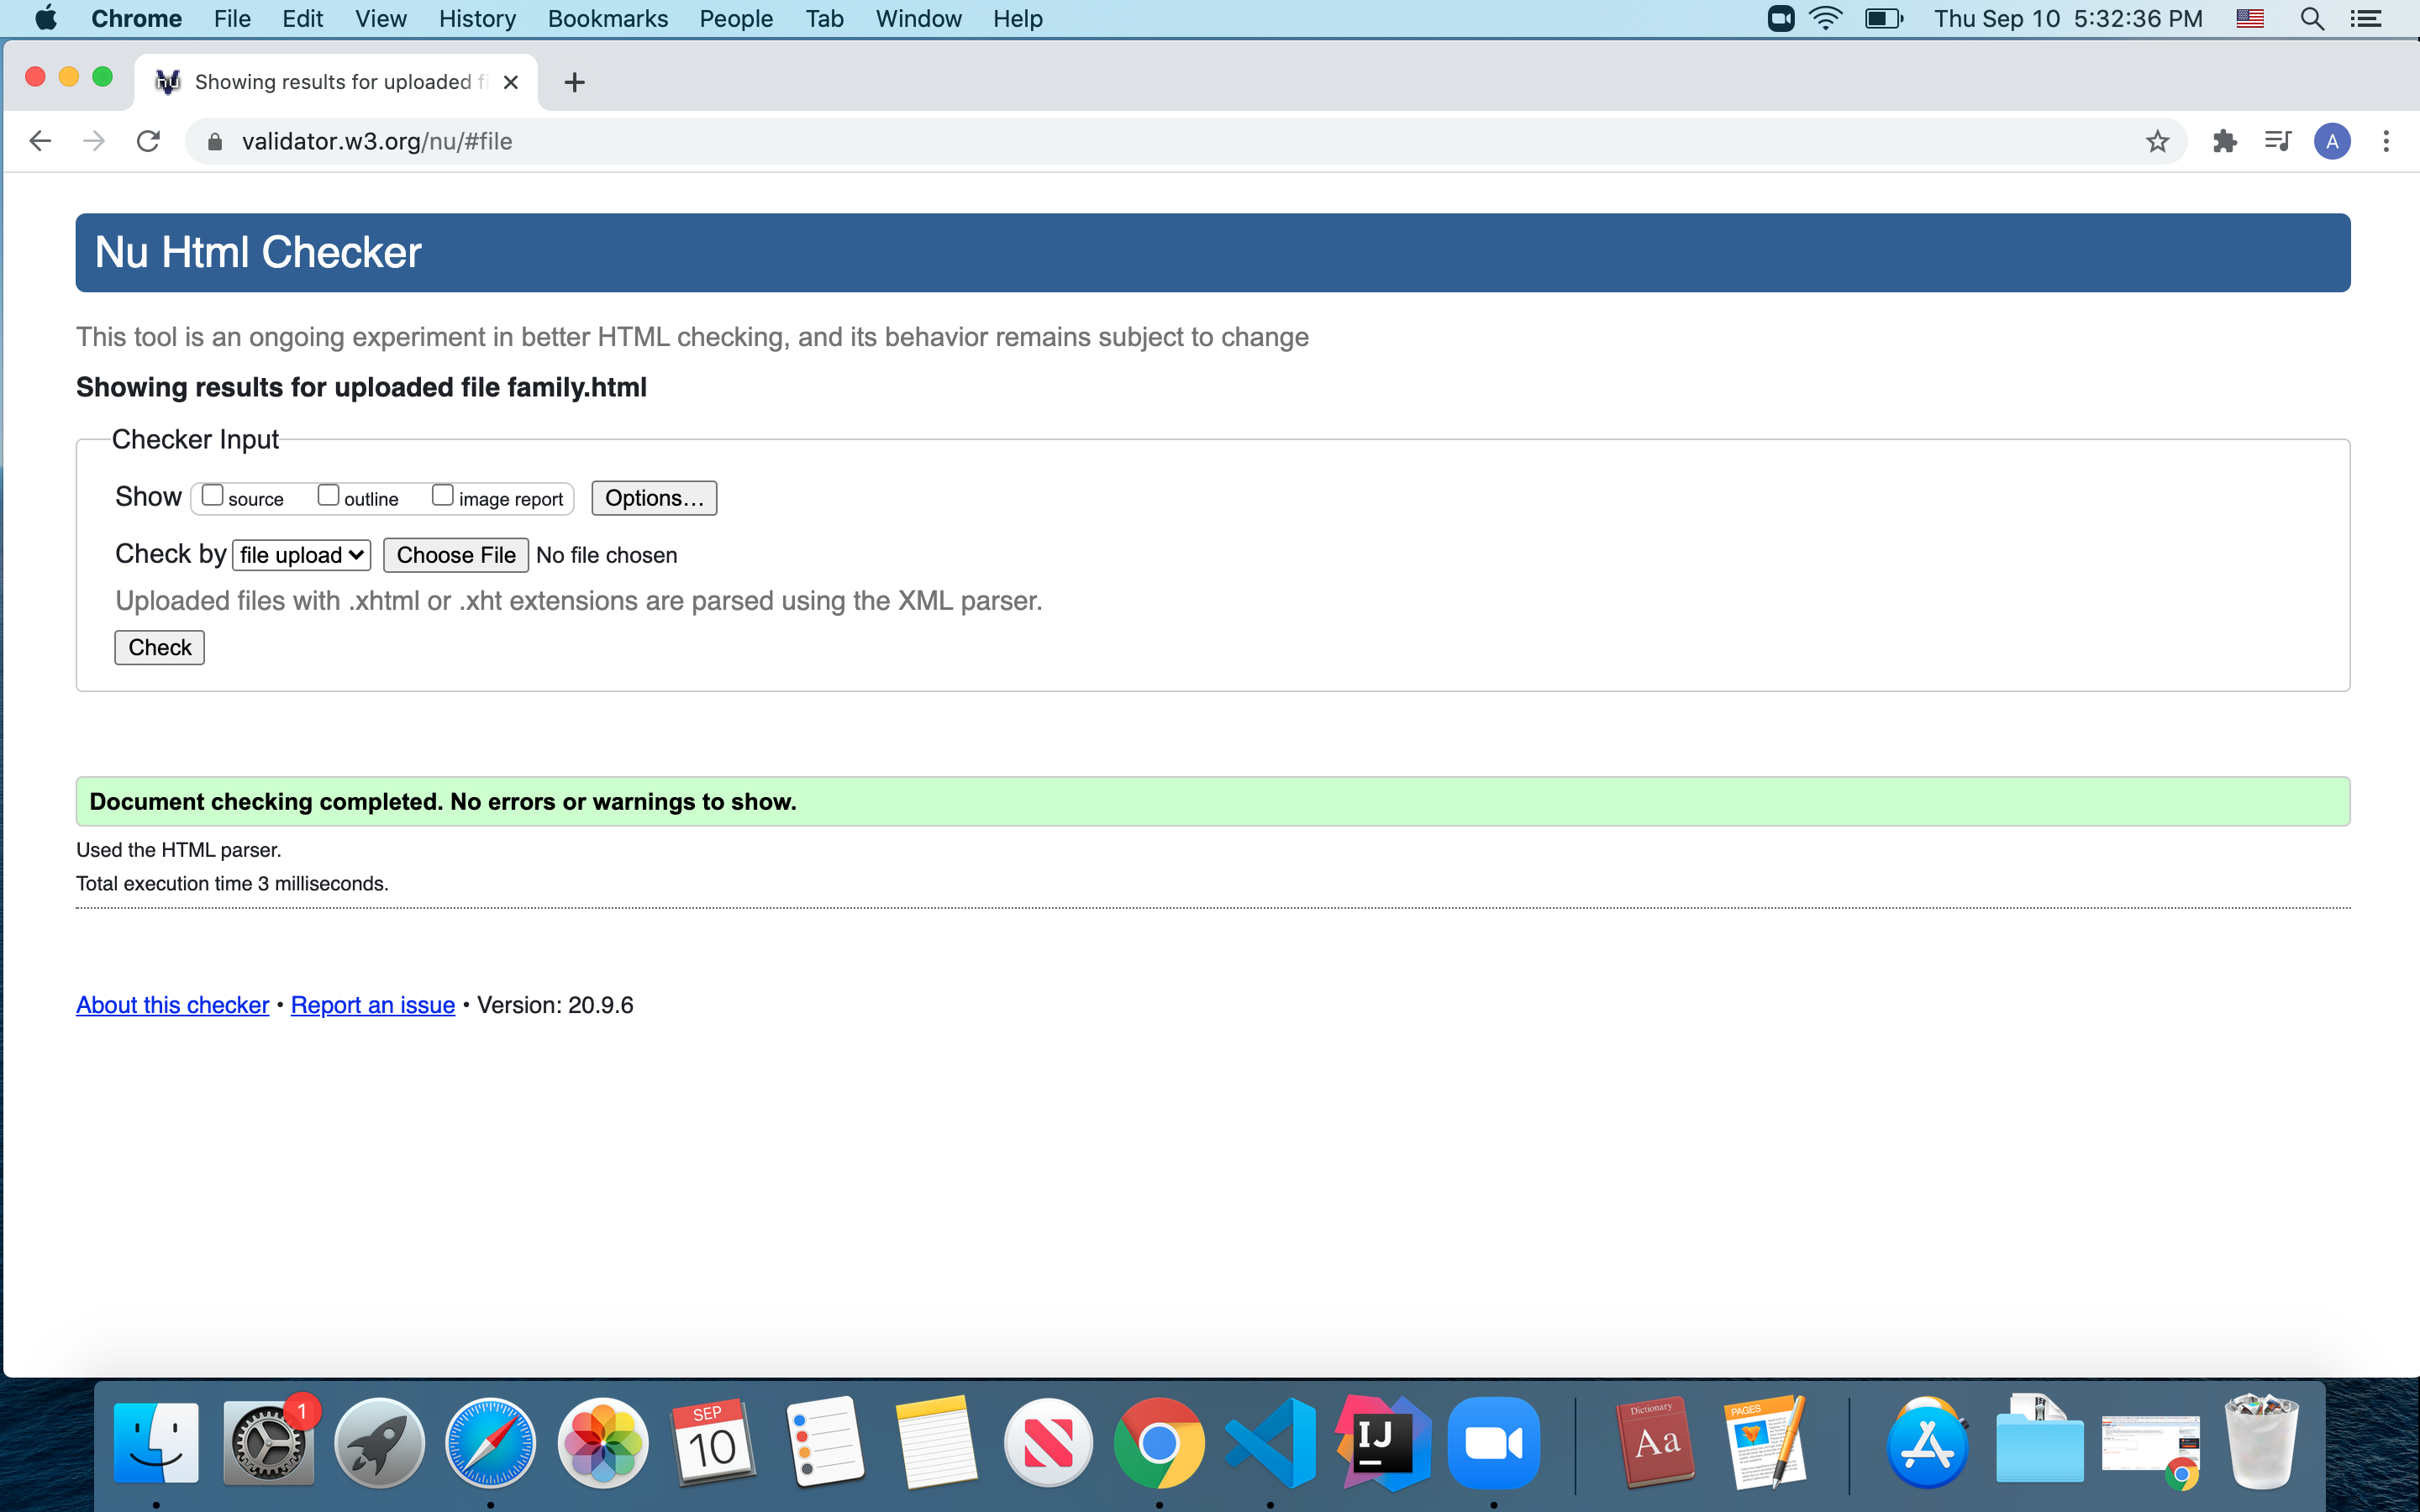 Chrome File Edit View History Bookmarks People Tab Window Help Thu Sep 10 5:32:36 PM
nu Showing results for uploaded fi
validator.w3.org/nu/#file A
Nu Html Checker
This tool is an ongoing experiment in better HTML checking, and its behavior remains subject to change
Showing results for uploaded file family.html
Checker Input
Show source outline image report Options...
Check by file upload Choose File No file chosen
Uploaded files with .xhtml or .xht extensions are parsed using the XML parser.
Check
Document checking completed. No errors or warnings to show.
Used the HTML parser.
Total execution time 3 milliseconds.
About this checker • Report an issue • Version: 20.9.6
1
SEP
10
IJ
Dictionary
Aa
PAGES